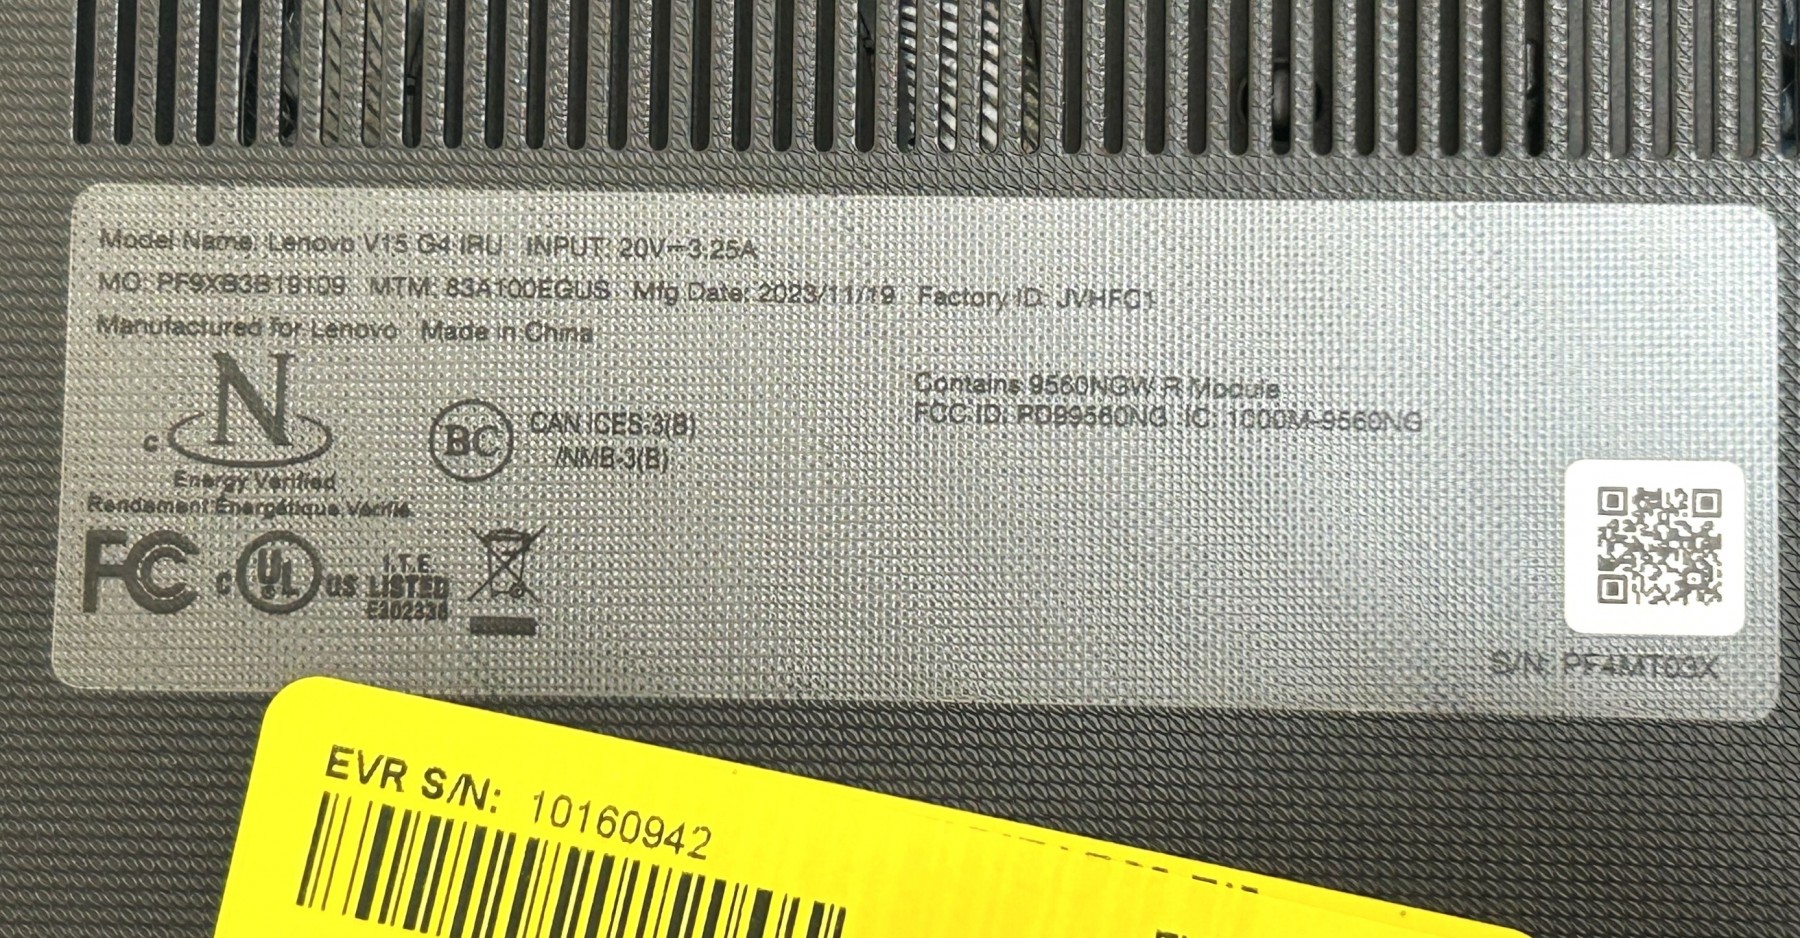 Model Name: Lenovo V15 G4 IRU INPUT: 20V⎓3.25A
MO: PF9XB3B19109 MTM: 83A100EGUS Mfg Date: 2023/11/19 Factory ID: JVHFC1
Manufactured for Lenovo Made in China
N
c
Energy Verified
Rendement Énergétique Vérifié
BC CAN ICES-3(B)
/NMB-3(B)
Contains 9560NGW R Module
FCC ID: PD99560NG IC: 1000M-9560NG
FC c UL US I.T.E.
LISTED
E302334
S/N: PF4MT03X
EVR S/N: 10160942